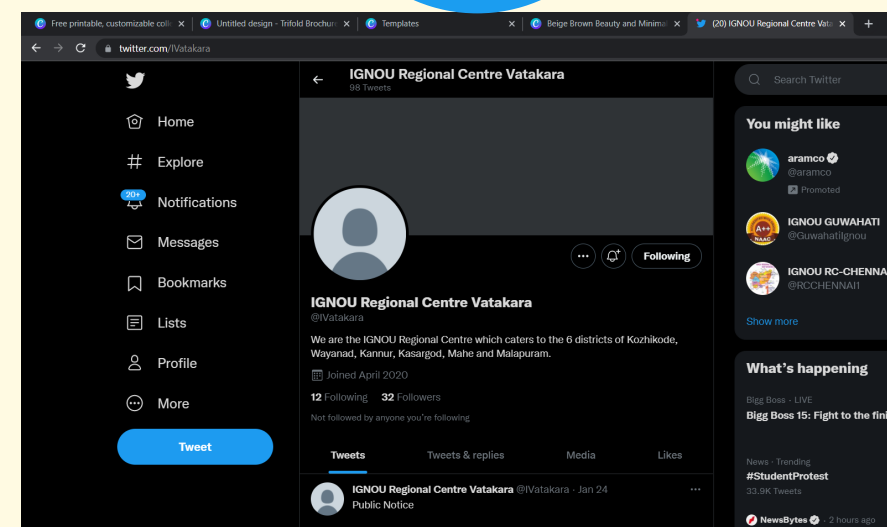 Free printable, customizable coll
Untitled design - Trifold Brochur
Templates
Beige Brown Beauty and Minima
(20) IGNOU Regional Centre Vata
twitter.com/IVatakara
Home
Explore
20+
Notifications
Messages
Bookmarks
Lists
Profile
More
Tweet
IGNOU Regional Centre Vatakara
98 Tweets
Following
IGNOU Regional Centre Vatakara
@IVatakara
We are the IGNOU Regional Centre which caters to the 6 districts of Kozhikode,
Wayanad, Kannur, Kasargod, Mahe and Malapuram.
Joined April 2020
12 Following 32 Followers
Not followed by anyone you're following
Tweets Tweets & replies Media Likes
IGNOU Regional Centre Vatakara @IVatakara · Jan 24
Public Notice
Search Twitter
You might like
aramco
@aramco
Promoted
A++
NAAC
IGNOU GUWAHATI
@GuwahatiIgnou
IGNOU RC-CHENNA
@RCCHENNAI1
Show more
What's happening
Bigg Boss · LIVE
Bigg Boss 15: Fight to the fini
News · Trending
#StudentProtest
33.9K Tweets
NewsBytes · 2 hours ago